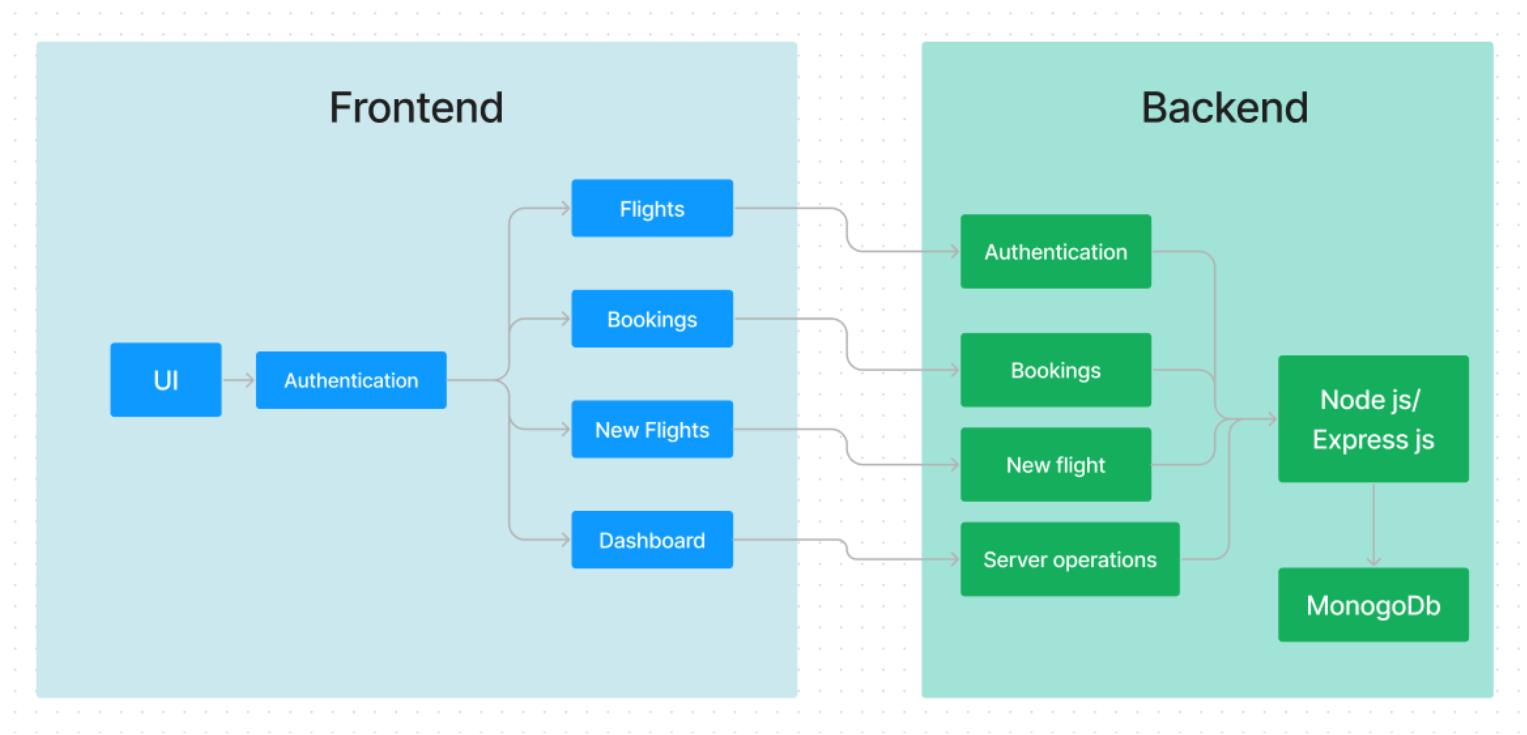 Frontend
UI
Authentication
Flights
Bookings
New Flights
Dashboard
Backend
Authentication
Bookings
New flight
Server operations
Node js/
Express js
MonogoDb